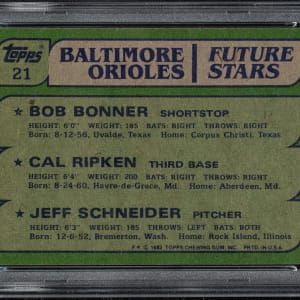 topps
21
BALTIMORE ORIOLES | FUTURE STARS
★ BOB BONNER SHORTSTOP
HEIGHT: 6'0" WEIGHT: 185 BATS: RIGHT THROWS: RIGHT
Born: 8-12-56, Uvalde, Texas Home: Corpus Christi, Texas
★ CAL RIPKEN THIRD BASE
HEIGHT: 6'4" WEIGHT: 200 BATS: RIGHT THROWS: RIGHT
Born: 8-24-60, Havre-de-Grace, Md. Home: Aberdeen, Md.
★ JEFF SCHNEIDER PITCHER
HEIGHT: 6'3" WEIGHT: 195 THROWS: LEFT BATS: BOTH
Born: 12-6-52, Bremerton, Wash. Home: Rock Island, Illinois
© 1982 TOPPS CHEWING GUM, INC. PRTD. IN U.S.A.